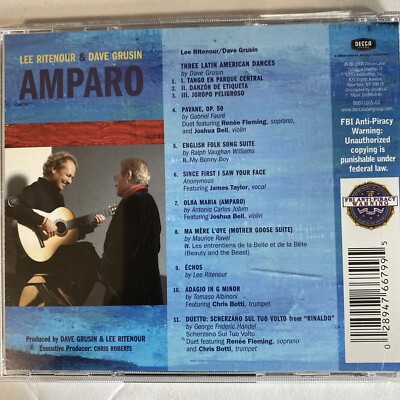 LEE RITENOUR & DAVE GRUSIN
AMPARO
Lee Ritenour/Dave Grusin
THREE LATIN AMERICAN DANCES
by Dave Grusin
1. I. TANGO EN PARQUE CENTRAL
2. II. DANZÓN DE ETIQUETA
3. III. JOROPO PELIGROSO
4. PAVANE, OP. 50
by Gabriel Fauré
Duet featuring Renée Fleming, soprano,
and Joshua Bell, violin
5. ENGLISH FOLK SONG SUITE
by Ralph Vaughan Williams
II. My Bonny Boy
6. SINCE FIRST I SAW YOUR FACE
Anonymous
Featuring James Taylor, vocal
7. OLHA MARIA (AMPARO)
by Antonio Carlos Jobim
Featuring Joshua Bell, violin
8. MA MÈRE L'OYE (MOTHER GOOSE SUITE)
by Maurice Ravel
IV. Les entretiens de la Belle et de la Bête
(Beauty and the Beast)
9. ÉCHOS
by Lee Ritenour
10. ADAGIO IN G MINOR
by Tomaso Albinoni
Featuring Chris Botti, trumpet
11. DUETTO: SCHERZANO SUL TUO VOLTO from "RINALDO"
by George Frideric Handel
Scherzano Sul Tuo Volto
Duet featuring Renée Fleming, soprano
and Chris Botti, trumpet
Produced by DAVE GRUSIN & LEE RITENOUR
Executive Producer: CHRIS ROBERTS
DECCA
FBI Anti-Piracy
Warning:
Unauthorized
copying is
punishable under
federal law.
FBI ANTI-PIRACY
WARNING
0 28947 66799 5